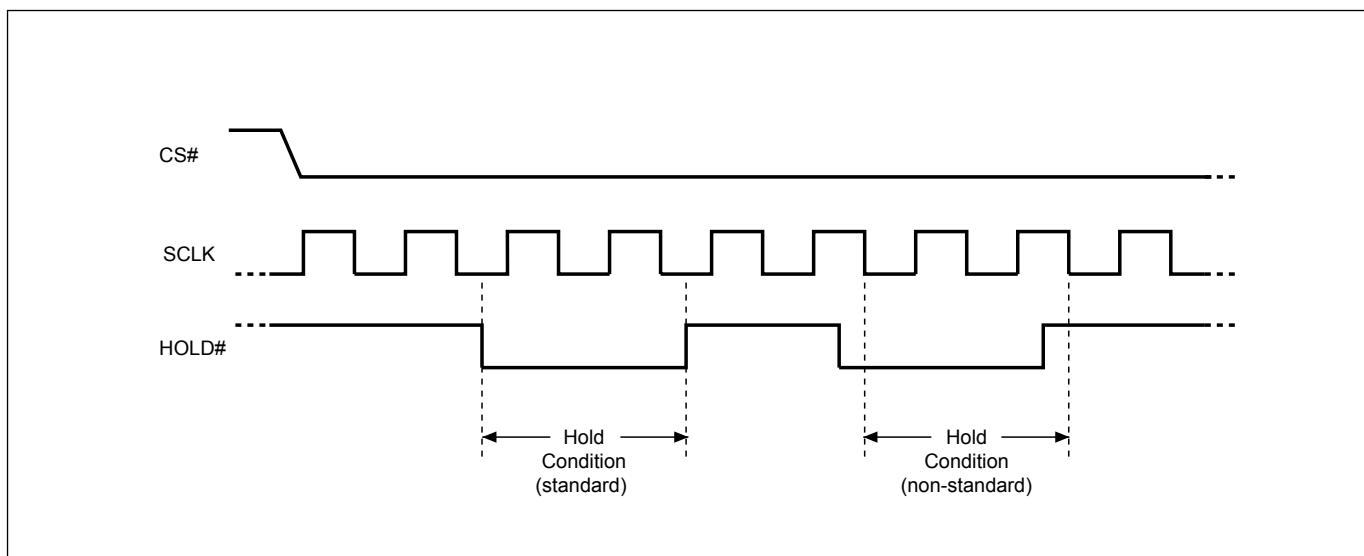 CS#
SCLK
HOLD#
Hold
Condition
(standard)
Hold
Condition
(non-standard)